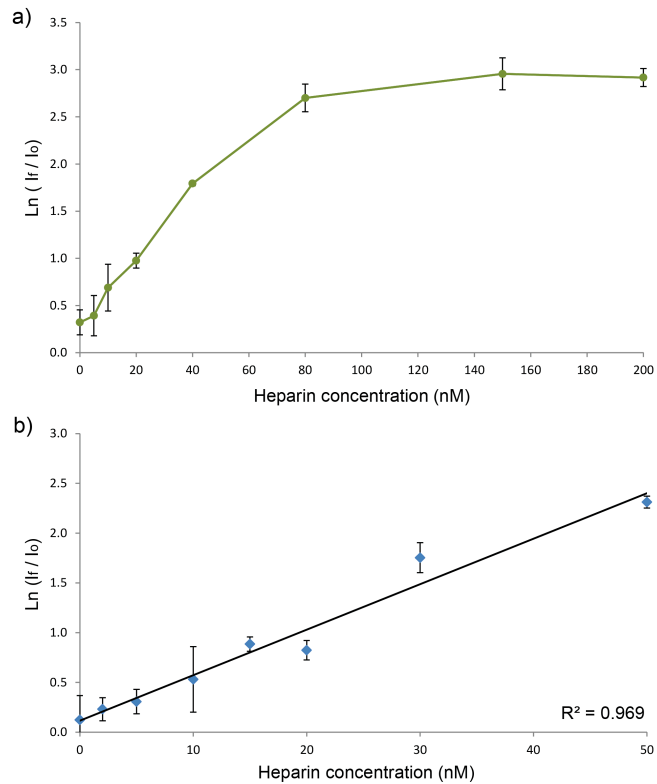 a)
3.5
3.0
2.5
2.0
1.5
1.0
0.5
0.0
Ln ( If / Io)
0 20 40 60 80 100 120 140 160 180 200
Heparin concentration (nM)
b)
3.0
2.5
2.0
1.5
1.0
0.5
0.0
Ln (If / Io)
R² = 0.969
0 10 20 30 40 50
Heparin concentration (nM)